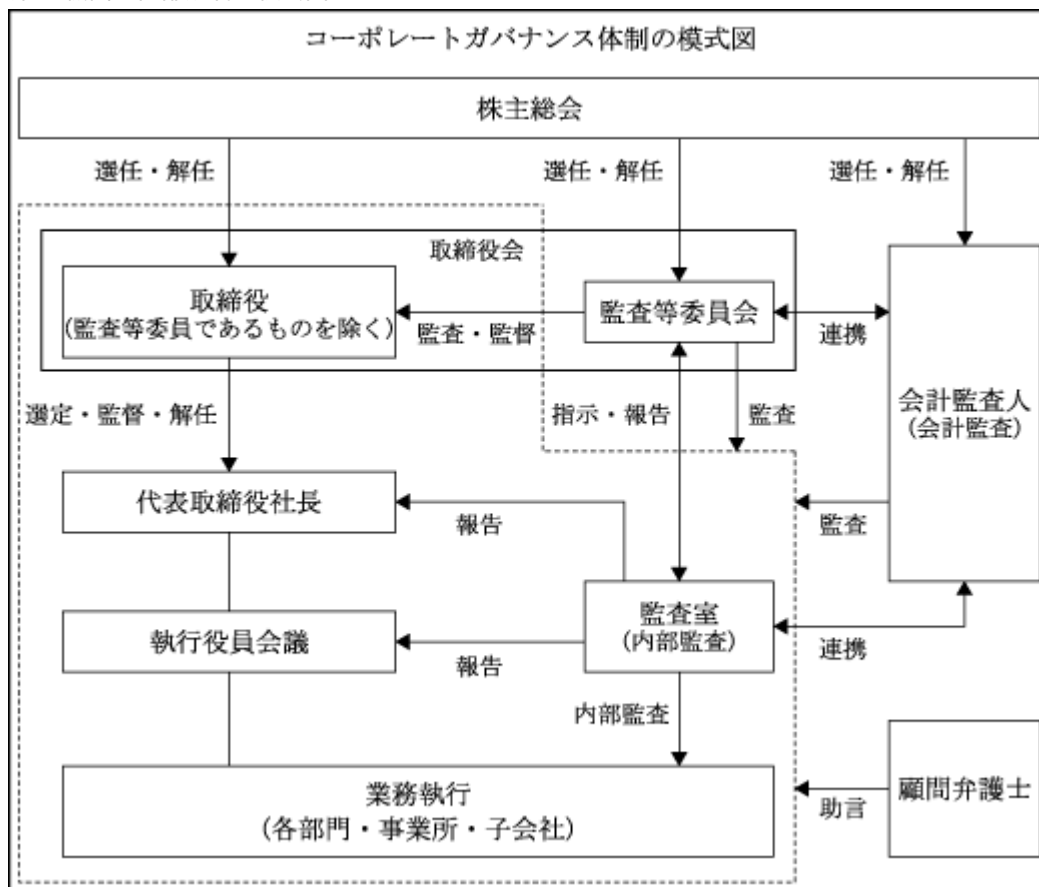 コーポレートガバナンス体制の模式図
株主総会
選任・解任
選任・解任
選任・解任
取締役会
取締役
(監査等委員であるものを除く)
監査・監督
監査等委員会
連携
会計監査人
(会計監査)
選定・監督・解任
指示・報告
監査
代表取締役社長
報告
監査
執行役員会議
報告
監査室
(内部監査)
連携
内部監査
業務執行
(各部門・事業所・子会社)
助言
顧問弁護士